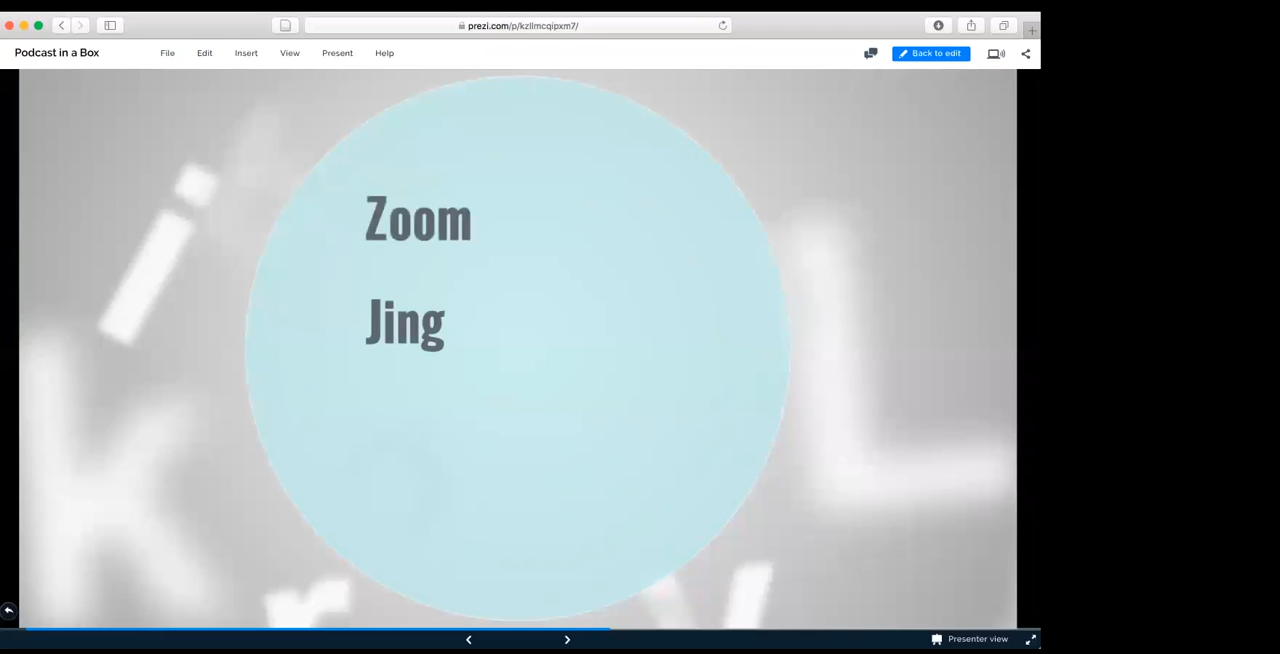 prezi.com/p/kzllmcqipxm7/
Podcast in a Box
File
Edit
Insert
View
Present
Help
Back to edit
Zoom
Jing
i
k
L
r
y
Presenter view